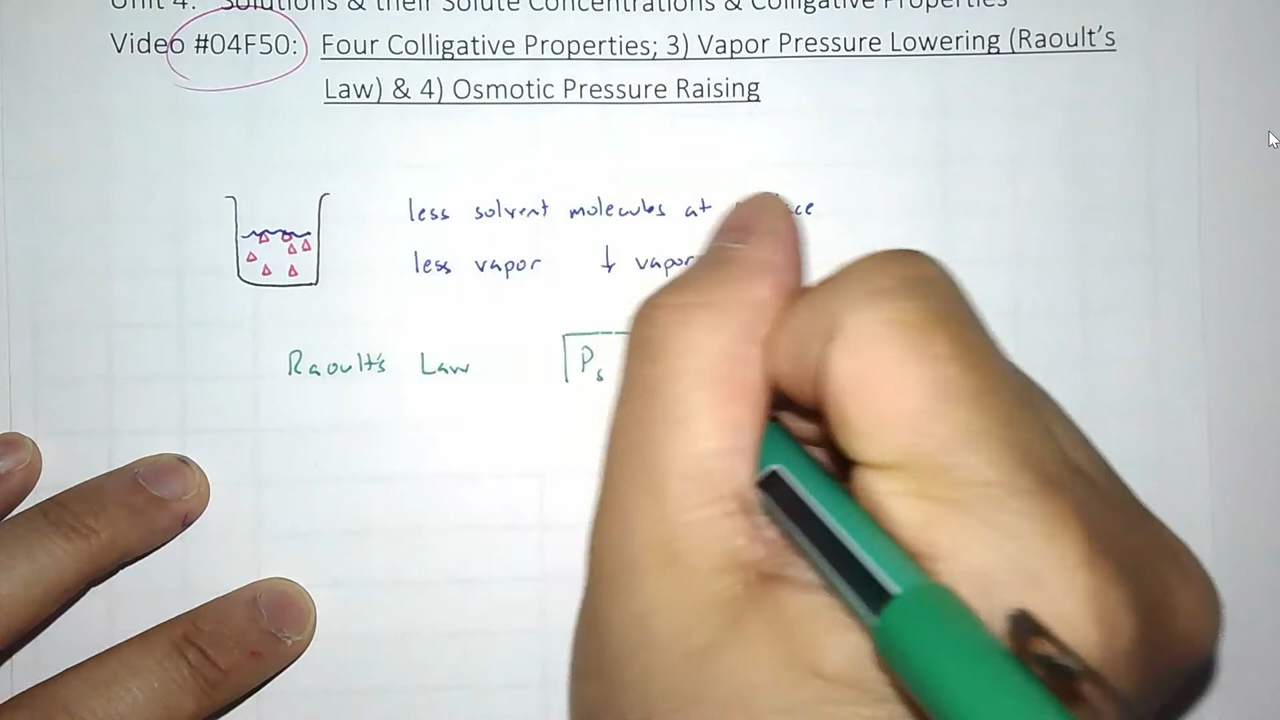 Unit 4: Solutions & their Solute Concentrations & Colligative Properties
Video #04F50: Four Colligative Properties; 3) Vapor Pressure Lowering (Raoult's
Law) & 4) Osmotic Pressure Raising
less solvent molecules at
less vapor ↓ vapor
Raoult's Law Ps